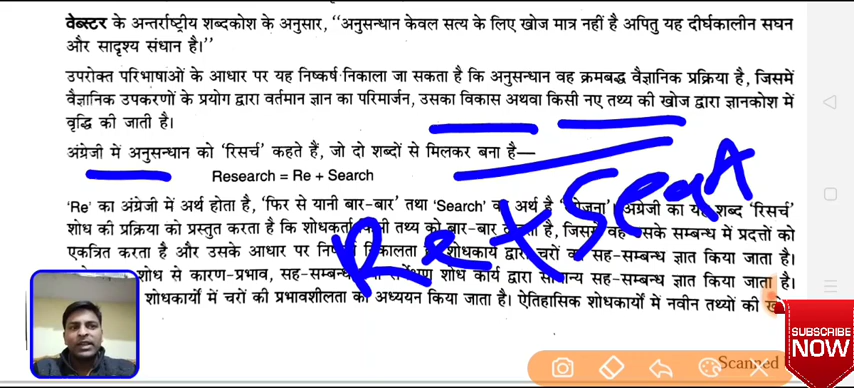 वेब्स्टर के अन्तर्राष्ट्रीय शब्दकोश के अनुसार, “अनुसन्धान केवल सत्य के लिए खोज मात्र नहीं है अपितु यह दीर्घकालीन सघन
और सादृश्य संधान है।”
उपरोक्त परिभाषाओं के आधार पर यह निष्कर्ष निकाला जा सकता है कि अनुसन्धान वह क्रमबद्ध वैज्ञानिक प्रक्रिया है, जिसमें
वैज्ञानिक उपकरणों के प्रयोग द्वारा वर्तमान ज्ञान का परिमार्जन, उसका विकास अथवा किसी नए तथ्य की खोज द्वारा ज्ञानकोश में
वृद्धि की जाती है।
अंग्रेजी में अनुसन्धान को ‘रिसर्च’ कहते हैं, जो दो शब्दों से मिलकर बना है—
Research = Re + Search
‘Re’ का अंग्रेजी में अर्थ होता है, ‘फिर से यानी बार-बार’ तथा ‘Search’ का अर्थ है अंग्रेजी का यह शब्द ‘रिसर्च’
शोध की प्रक्रिया को प्रस्तुत करता है कि शोधकर्ता तथ्य को बार-बार है, जिसमें वह उसके सम्बन्ध में प्रदत्तों को
एकत्रित करता है और उसके आधार पर शोधकार्य द्वारा चरों का सह-सम्बन्ध ज्ञात किया जाता है।
शोध से कारण-प्रभाव, सह-सम्बन्ध शोध कार्य द्वारा सह-सम्बन्ध ज्ञात किया जाता है।
शोधकार्यों में चरों की प्रभावशीलता का अध्ययन किया जाता है। ऐतिहासिक शोधकार्यों में नवीन तथ्यों की
Re+
Scanned
SUBSCRIBE
NOW